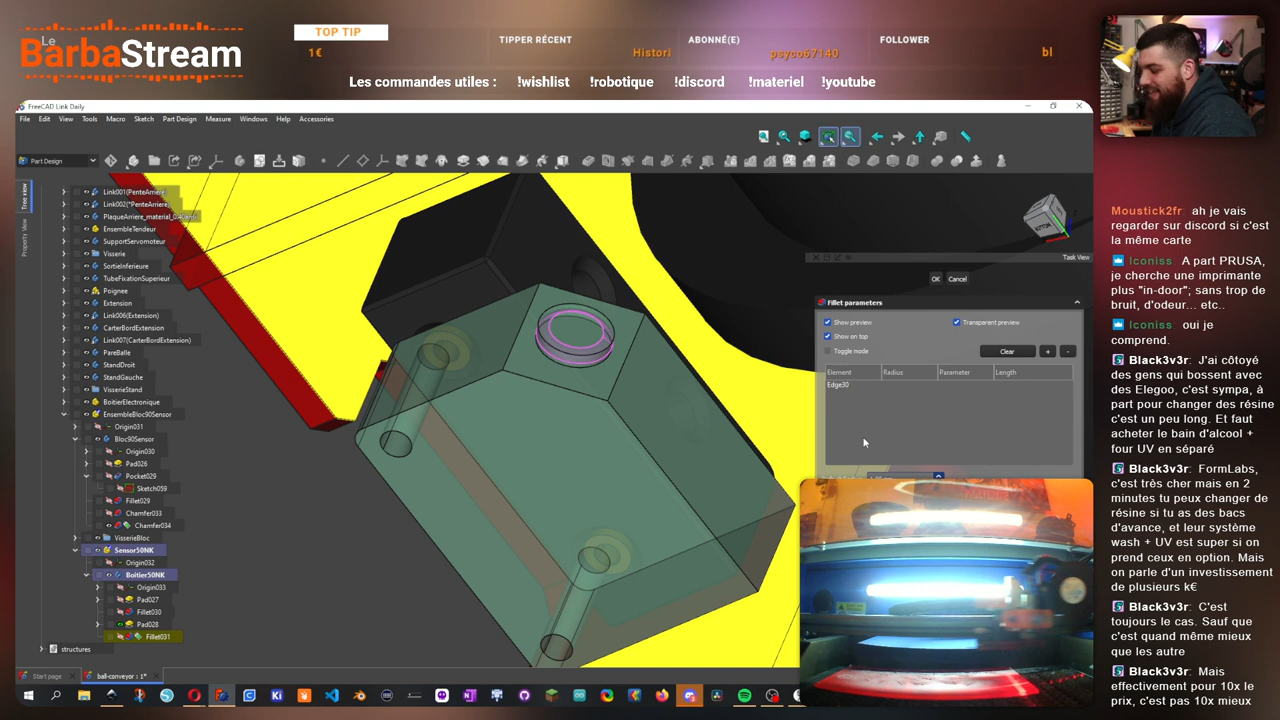 Le
BarbaStream
TOP TIP
1€
TIPPER RÉCENT
Histori
ABONNÉ(E)
psyco67140
FOLLOWER
bl
Les commandes utiles : !wishlist !robotique !discord !materiel !youtube
FreeCAD Link Daily
File Edit View Tools Macro Sketch Part Design Measure Windows Help Accessories
Part Design
Tree view
Property View
Link001(PenteArriere)
Link002(*PenteArriere)
PlaqueArriere_material_0.40am6
EnsembleTendeur
SupportServomoteur
Visserie
SortieInferieure
TubeFixationSuperieur
Poignee
Extension
Link006(Extension)
CarterBordExtension
Link007(CarterBordExtension)
PareBalle
StandDroit
StandGauche
VisserieStand
BoitierElectronique
EnsembleBloc90Sensor
Origin031
Bloc90Sensor
Origin030
Pad026
Pocket029
Sketch059
Fillet029
Chamfer033
Chamfer034
VisserieBloc
Sensor50NK
Origin032
Boitier50NK
Origin033
Pad027
Fillet030
Pad028
Fillet031
structures
BOTTOM
Task View
OK Cancel
Fillet parameters
Show preview Transparent preview
Show on top
Toggle mode Clear + -
Element Radius Parameter Length
Edge30
Start page
ball-conveyor : 1*
Moustick2fr: ah je vais
regarder sur discord si c'est
la même carte
Iconiss: A part PRUSA,
je cherche une imprimante
plus "in-door"; sans trop de
bruit, d'odeur... etc..
Iconiss: oui je
comprend.
Black3v3r: J'ai côtoyé
des gens qui bossent avec
des Elegoo, c'est sympa, à
part pour changer des résine
c'est un peu long. Et faut
acheter le bain d'alcool +
four UV en séparé
Black3v3r: FormLabs,
c'est très cher mais en 2
minutes tu peux changer de
résine si tu as des bacs
d'avance, et leur système
wash + UV est super si on
prend ceux en option. Mais
on parle d'un investissement
de plusieurs k€
Black3v3r: C'est
toujours le cas. Sauf que
c'est quand même mieux
que les autre
Black3v3r: Mais
effectivement pour 10x le
prix, c'est pas 10x mieux